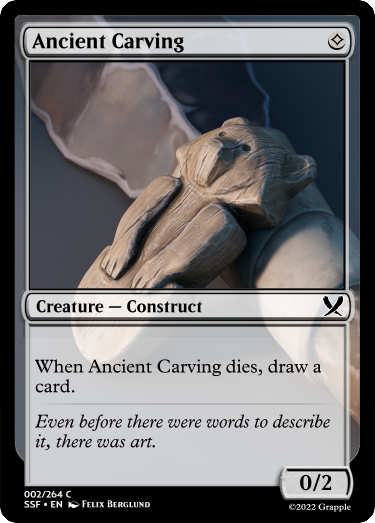 Ancient Carving
Creature — Construct
When Ancient Carving dies, draw a
card.
Even before there were words to describe
it, there was art.
0/2
002/264 C
SSF • EN Felix Berglund
©2022 Grapple